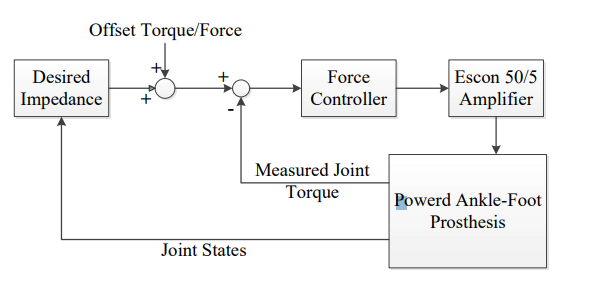 Offset Torque/Force
+
+
+
-
Desired
Impedance
Force
Controller
Escon 50/5
Amplifier
Measured Joint
Torque
Powerd Ankle-Foot
Prosthesis
Joint States